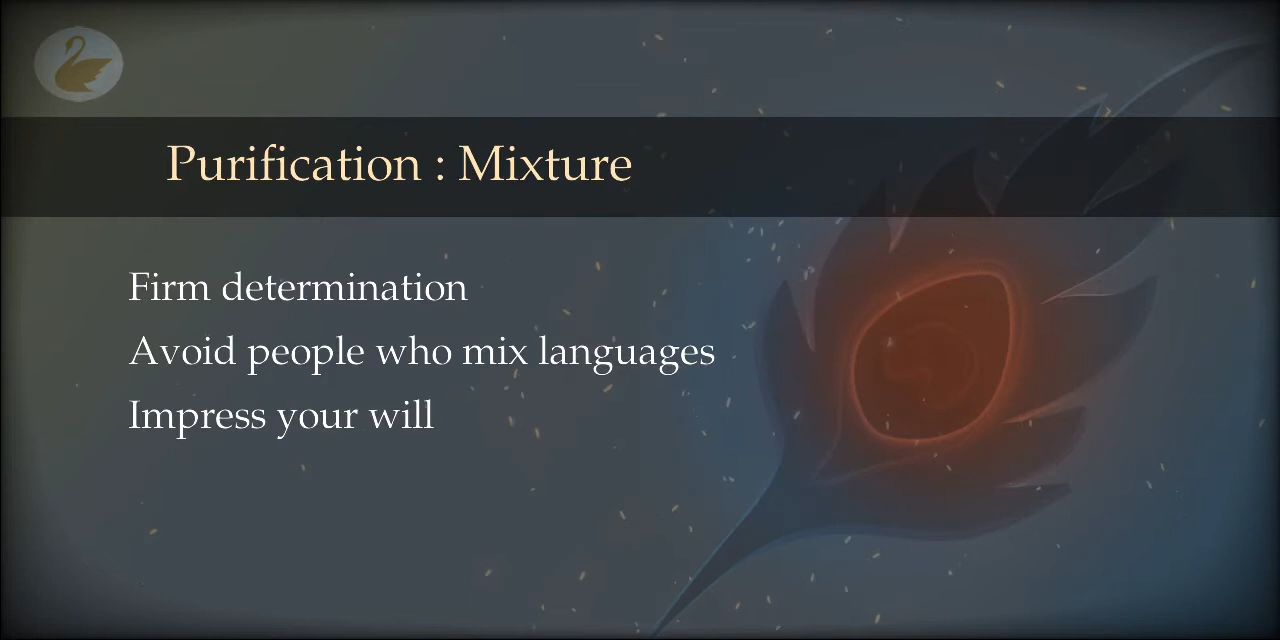 Purification : Mixture
Firm determination
Avoid people who mix languages
Impress your will